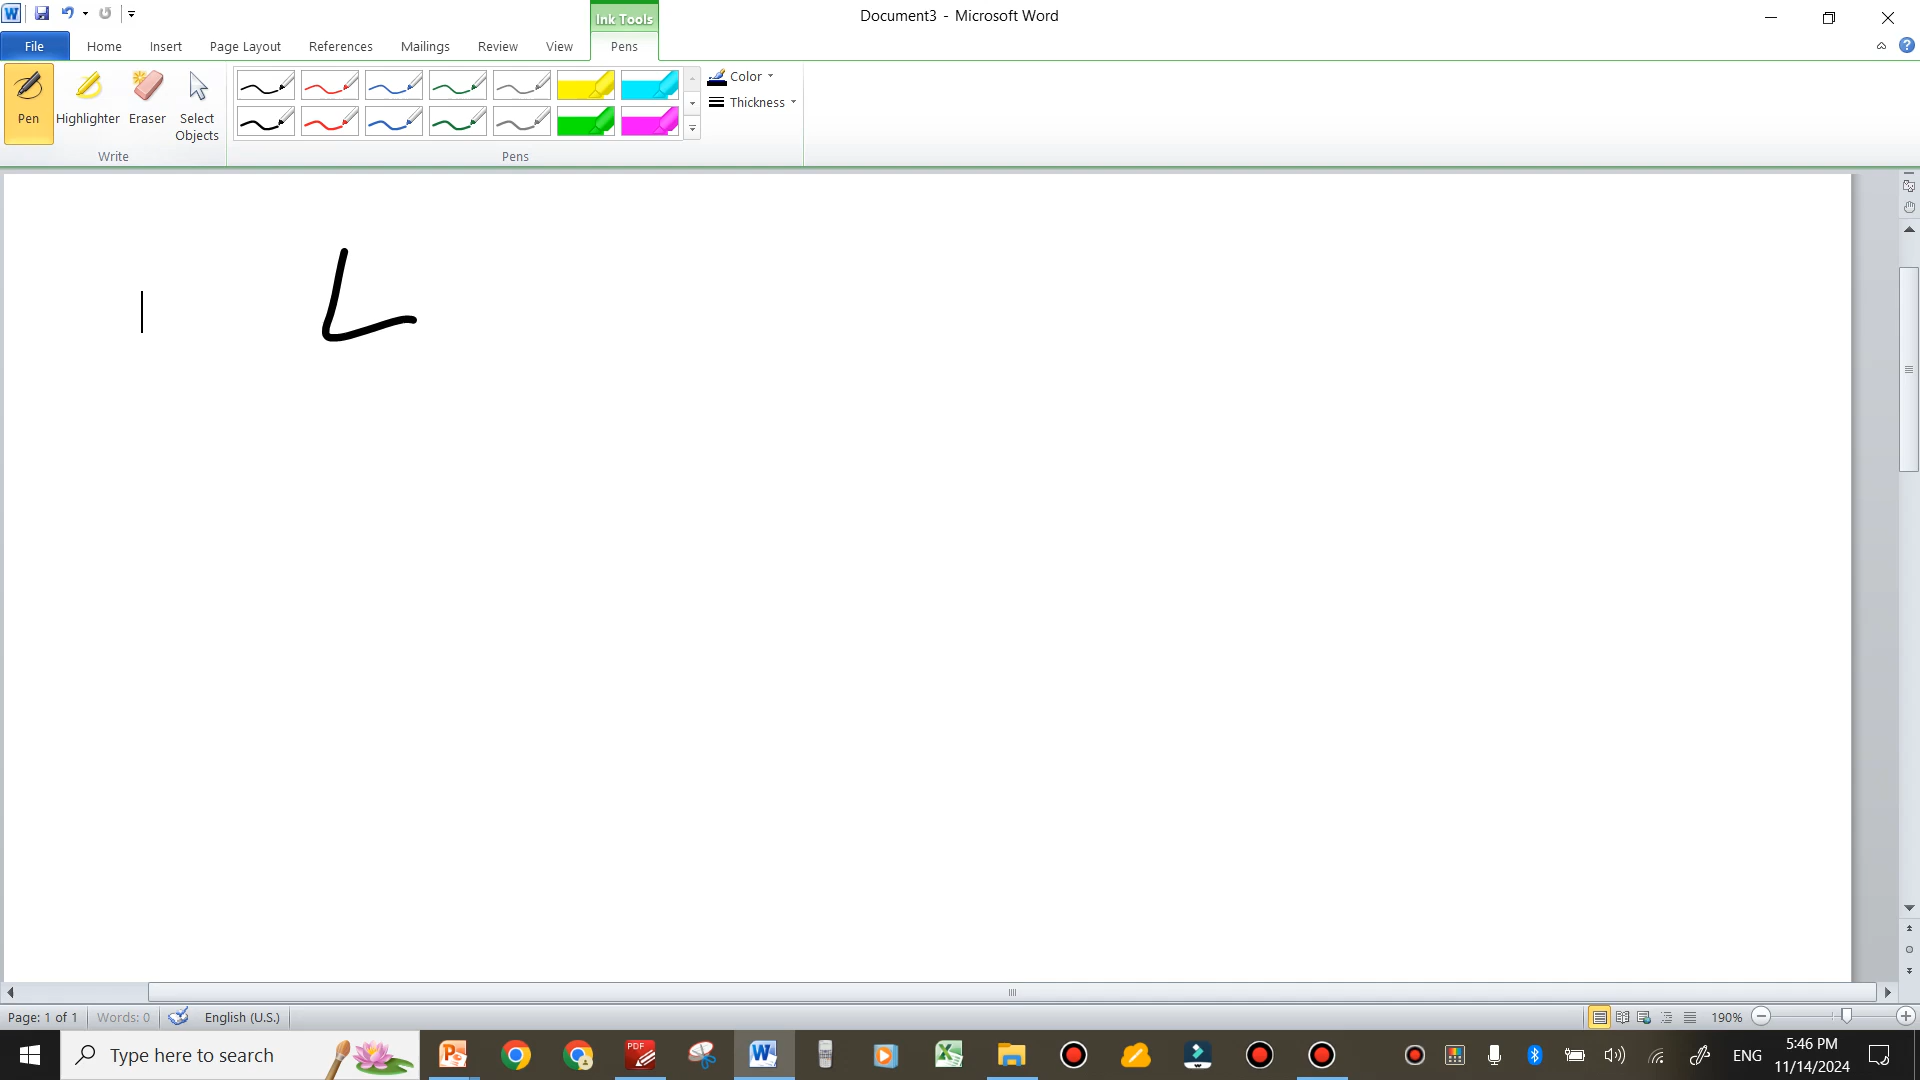 Document3 - Microsoft Word
Ink Tools
File Home Insert Page Layout References Mailings Review View Pens
Pen Highlighter Eraser Select Objects
Color
Thickness
Write Pens
L
Page: 1 of 1 Words: 0 English (U.S.) 190%
Type here to search
PDF
ENG
5:46 PM
11/14/2024